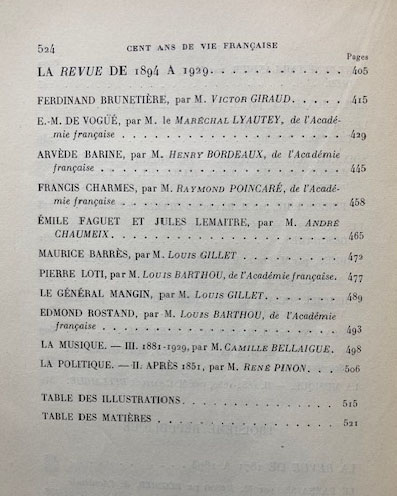 524 CENT ANS DE VIE FRANÇAISE
Pages
LA REVUE DE 1894 À 1929. . . . . . . . . . . . 405
FERDINAND BRUNETIÈRE, par M. VICTOR GIRAUD. . . . . . 415
E.-M. DE VOGÜÉ, par M. le MARÉCHAL LYAUTEY, de l'Acadé-
mie française . . . . . . . . . . . . . . . . . . . . 429
ARVÈDE BARINE, par M. HENRY BORDEAUX, de l'Académie
française . . . . . . . . . . . . . . . . . . . . . . 445
FRANCIS CHARMES, par M. RAYMOND POINCARÉ, de l'Acadé-
mie française . . . . . . . . . . . . . . . . . . . . 458
ÉMILE FAGUET ET JULES LEMAITRE, par M. ANDRÉ
CHAUMEIX. . . . . . . . . . . . . . . . . . . . . . . 465
MAURICE BARRÈS, par M. LOUIS GILLET . . . . . . . . . 472
PIERRE LOTI, par M. LOUIS BARTHOU, de l'Académie française. 477
LE GÉNÉRAL MANGIN, par M. LOUIS GILLET. . . . . . . . 489
EDMOND ROSTAND, par M. LOUIS BARTHOU, de l'Académie
française . . . . . . . . . . . . . . . . . . . . . . 493
LA MUSIQUE. — III. 1881-1929, par M. CAMILLE BELLAIGUE. 498
LA POLITIQUE. — II. APRÈS 1851, par M. RENÉ PINON. . . 506
TABLE DES ILLUSTRATIONS. . . . . . . . . . . . . . . . 515
TABLE DES MATIÈRES . . . . . . . . . . . . . . . . . . 521